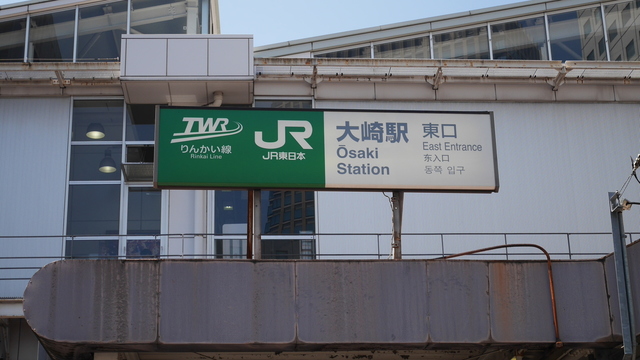 TWR
りんかい線
Rinkai Line
JR
JR東日本
大崎駅
Ōsaki
Station
東口
East Entrance
东入口
동쪽 입구